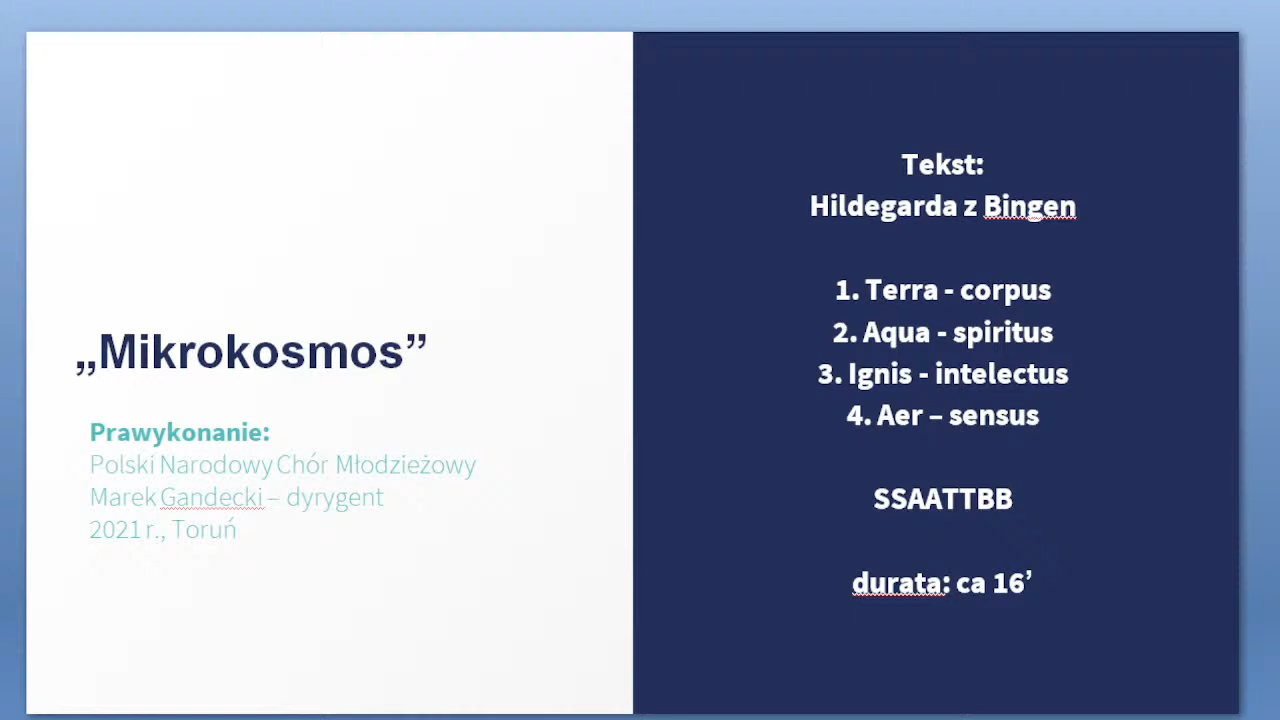 „Mikrokosmos”
Prawykonanie:
Polski Narodowy Chór Młodzieżowy
Marek Gandecki – dyrygent
2021 r., Toruń
Tekst:
Hildegarda z Bingen
1. Terra - corpus
2. Aqua - spiritus
3. Ignis - intelectus
4. Aer – sensus
SSAATTBB
durata: ca 16’